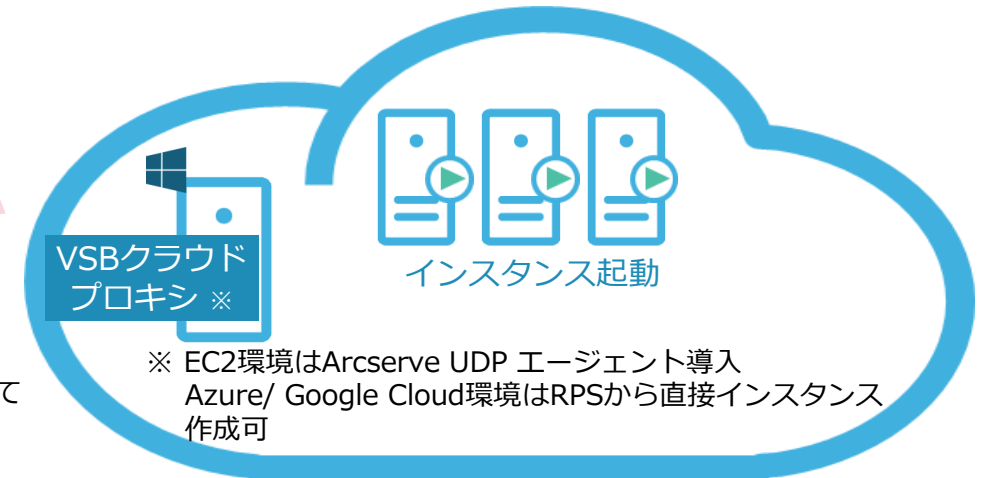 VSBクラウド
プロキシ ※
インスタンス起動
※ EC2環境はArcserve UDP エージェント導入
Azure/ Google Cloud環境はRPSから直接インスタンス
作成可
て